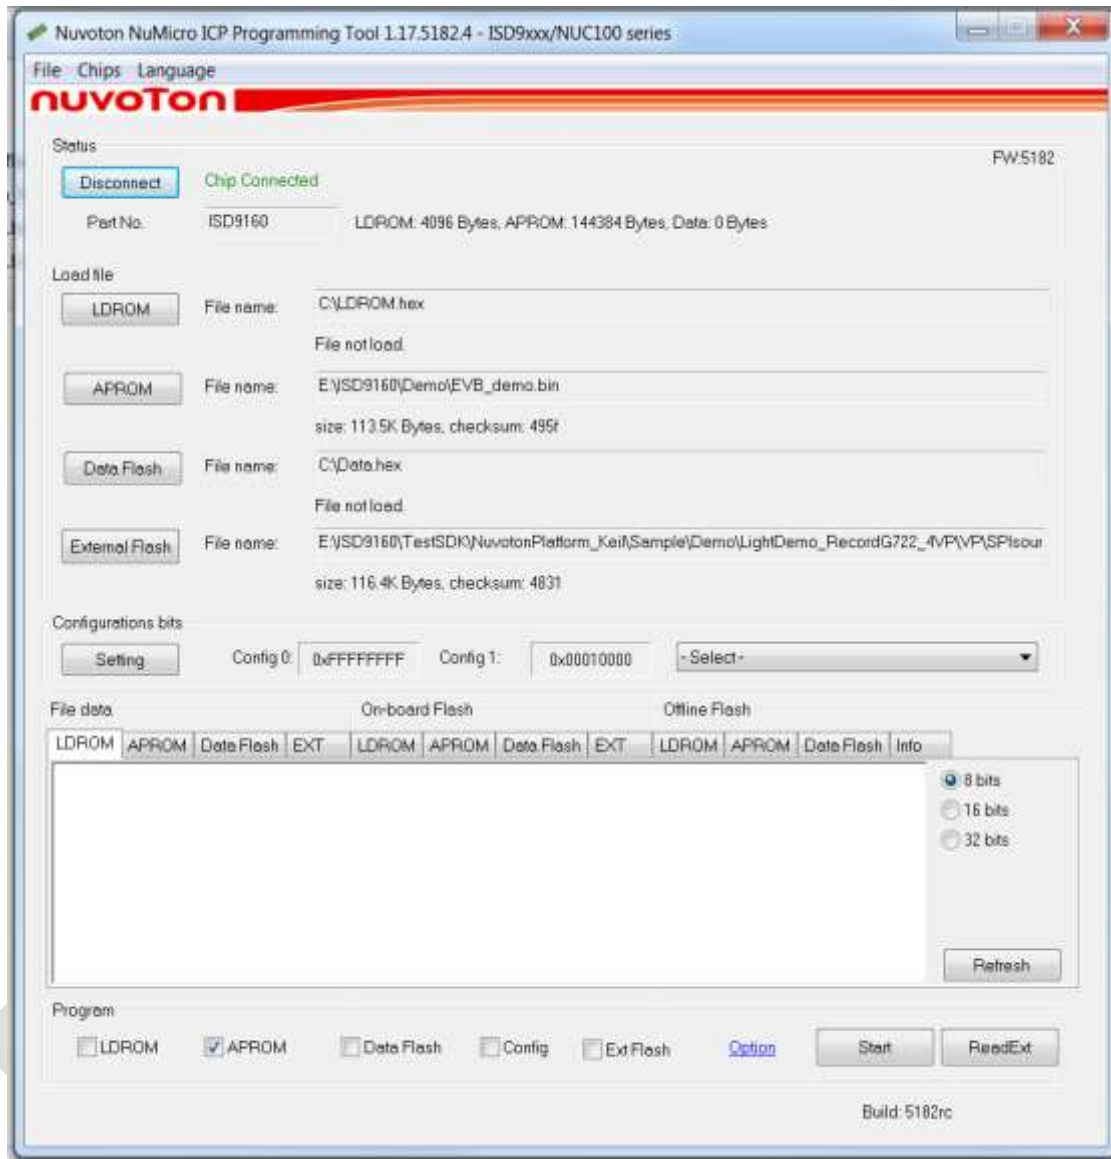 Nuvoton NuMicro ICP Programming Tool 1.17.5182.4 - ISD9xxx/NUC100 series
File Chips Language
nuvoTon
Status
FW:5182
Disconnect Chip Connected
Part No. ISD9160 LDROM: 4096 Bytes, APROM: 144384 Bytes, Data: 0 Bytes
Load file
LDROM File name: C:\LDROM.hex
File not load.
APROM File name: E:\ISD9160\Demo\EVB_demo.bin
size: 113.5K Bytes, checksum: 495f
Data Flash File name: C:\Data.hex
File not load.
External Flash File name: E:\ISD9160\TestSDK\NuvotonPlatform_Keil\Sample\Demo\LightDemo_RecordG722_4VP\VP\SPIsour
size: 116.4K Bytes, checksum: 4831
Configurations bits
Setting Config 0: 0xFFFFFFFF Config 1: 0x00010000 - Select -
File data On-board Flash Offline Flash
LDROM APROM Data Flash EXT LDROM APROM Data Flash EXT LDROM APROM Data Flash Info
8 bits
16 bits
32 bits
Refresh
Program
LDROM APROM Data Flash Config Ext Flash Option Start ReadExt
Build: 5182rc